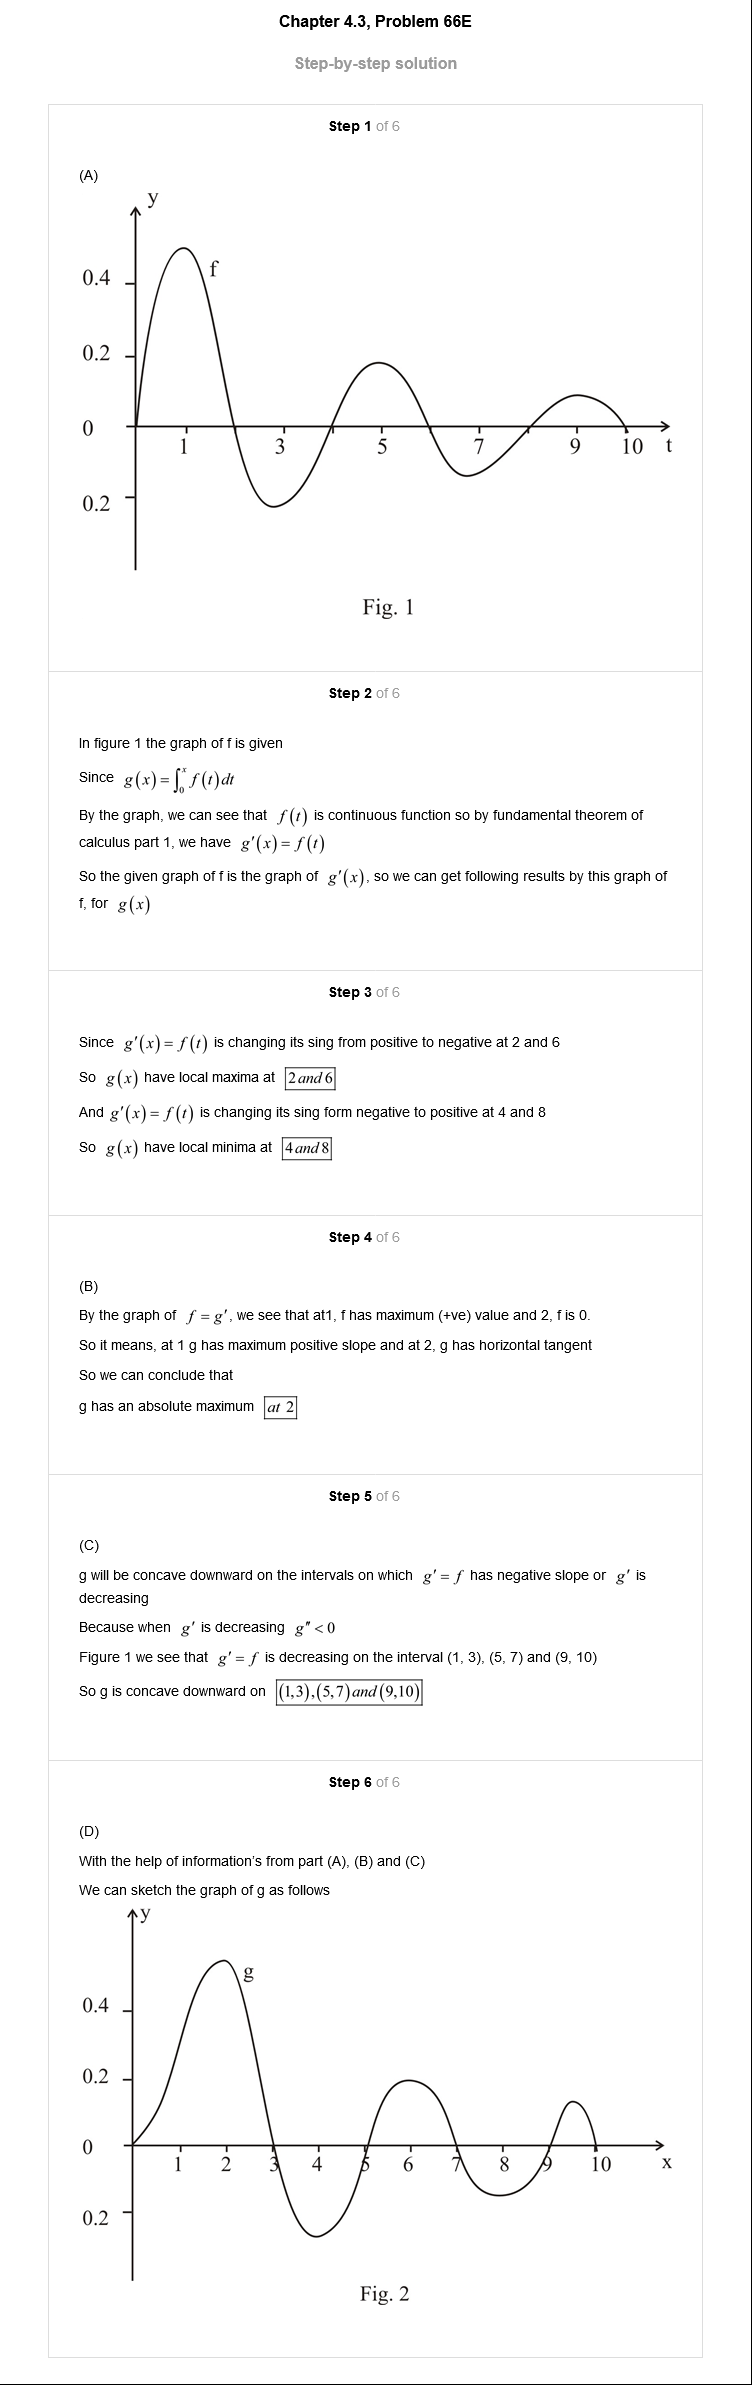 Chapter 4.3, Problem 66E
Step-by-step solution
Step 1 of 6
(A)
y
f
0.4
0.2
0
1
3
5
7
9
10
t
0.2
Fig. 1
Step 2 of 6
In figure 1 the graph of f is given
Since g(x) = ∫₀ˣ f(t)dt
By the graph, we can see that f(t) is continuous function so by fundamental theorem of
calculus part 1, we have g′(x) = f(t)
So the given graph of f is the graph of g′(x), so we can get following results by this graph of
f, for g(x)
Step 3 of 6
Since g′(x) = f(t) is changing its sing from positive to negative at 2 and 6
So g(x) have local maxima at 2 and 6
And g′(x) = f(t) is changing its sing form negative to positive at 4 and 8
So g(x) have local minima at 4 and 8
Step 4 of 6
(B)
By the graph of f = g′, we see that at1, f has maximum (+ve) value and 2, f is 0.
So it means, at 1 g has maximum positive slope and at 2, g has horizontal tangent
So we can conclude that
g has an absolute maximum at 2
Step 5 of 6
(C)
g will be concave downward on the intervals on which g′ = f has negative slope or g′ is
decreasing
Because when g′ is decreasing g″ < 0
Figure 1 we see that g′ = f is decreasing on the interval (1, 3), (5, 7) and (9, 10)
So g is concave downward on (1,3),(5,7) and (9,10)
Step 6 of 6
(D)
With the help of information's from part (A), (B) and (C)
We can sketch the graph of g as follows
y
g
0.4
0.2
0
1
2
3
4
5
6
7
8
9
10
x
0.2
Fig. 2